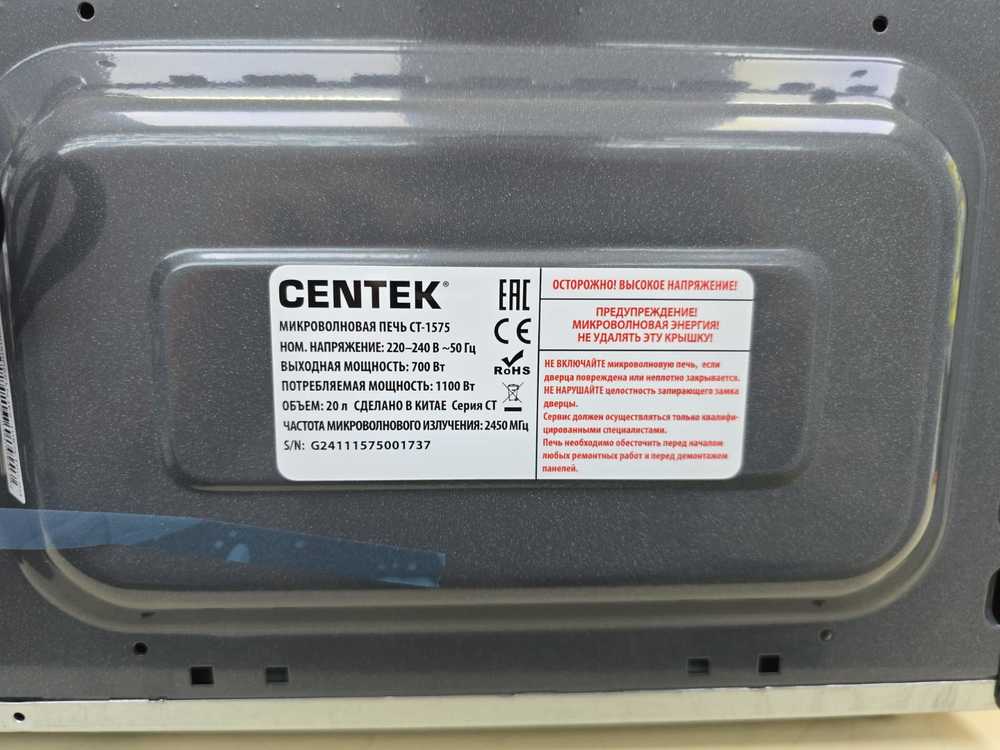 CENTEK®
EAC
МИКРОВОЛНОВАЯ ПЕЧЬ СТ-1575
CE
НОМ. НАПРЯЖЕНИЕ: 220–240 В ~50 Гц
ВЫХОДНАЯ МОЩНОСТЬ: 700 Вт
RoHS
ПОТРЕБЛЯЕМАЯ МОЩНОСТЬ: 1100 Вт
ОБЪЕМ: 20 л СДЕЛАНО В КИТАЕ Серия СТ
ЧАСТОТА МИКРОВОЛНОВОГО ИЗЛУЧЕНИЯ: 2450 МГц
S/N: G24111575001737
ОСТОРОЖНО! ВЫСОКОЕ НАПРЯЖЕНИЕ!
ПРЕДУПРЕЖДЕНИЕ!
МИКРОВОЛНОВАЯ ЭНЕРГИЯ!
НЕ УДАЛЯТЬ ЭТУ КРЫШКУ!
НЕ ВКЛЮЧАЙТЕ микроволновую печь, если
дверца повреждена или неплотно закрывается.
НЕ НАРУШАЙТЕ целостность запирающего замка
дверцы.
Сервис должен осуществляться только квалифи-
цированными специалистами.
Печь необходимо обесточить перед началом
любых ремонтных работ и перед демонтажом
панелей.